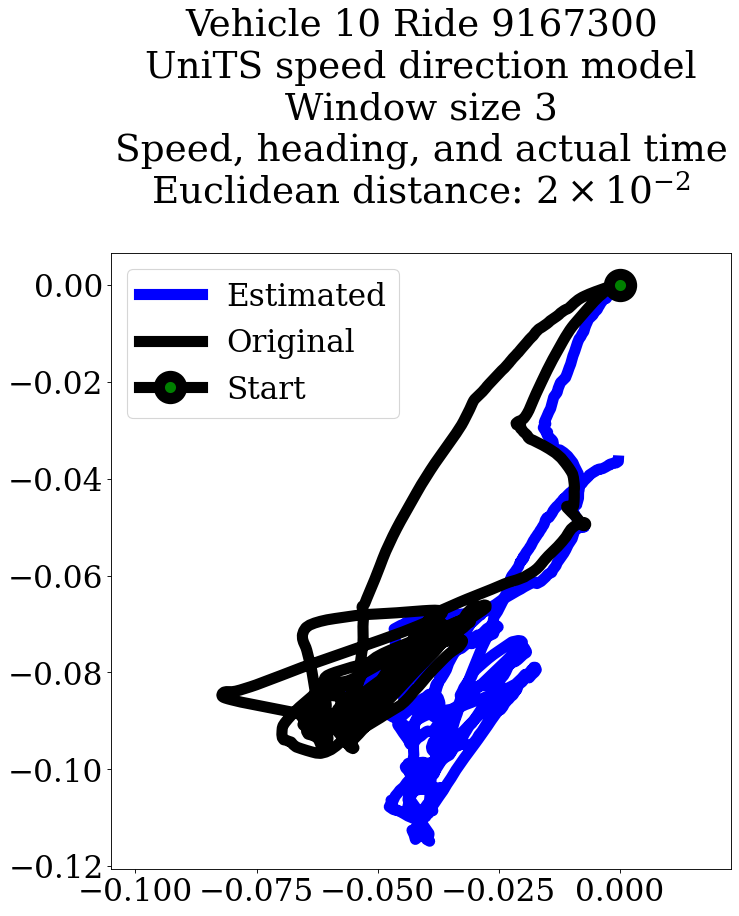 Vehicle 10 Ride 9167300
UniTS speed direction model
Window size 3
Speed, heading, and actual time
Euclidean distance: 2 × 10⁻²
Estimated
Original
Start
0.00
−0.02
−0.04
−0.06
−0.08
−0.10
−0.12
−0.100 −0.075 −0.050 −0.025 0.000